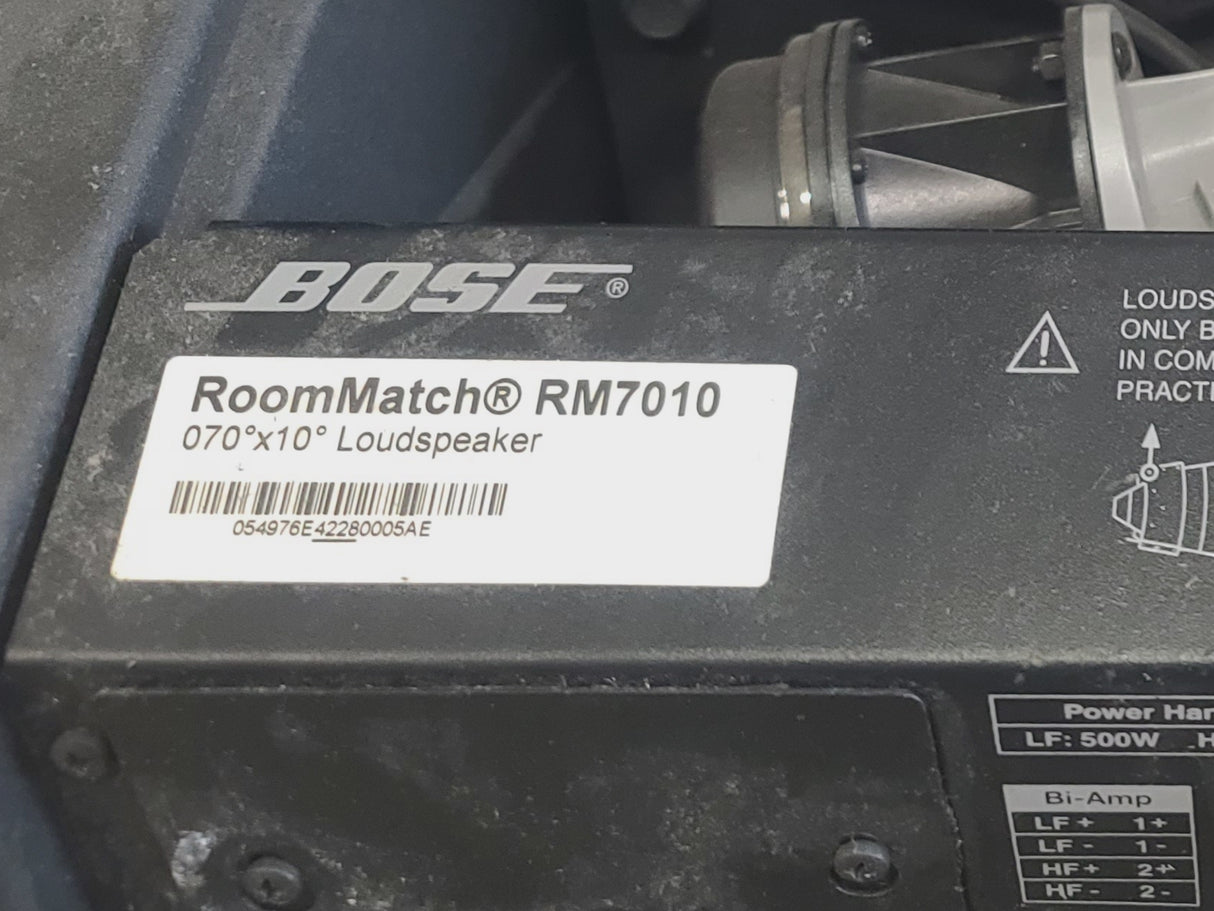 BOSE®
RoomMatch® RM7010
070°x10° Loudspeaker
054976E42280005AE
LOUDS
ONLY B
IN COM
PRACTI
Power Har
LF: 500W H
Bi-Amp
LF + 1+
LF - 1-
HF+ 2+
HF- 2-